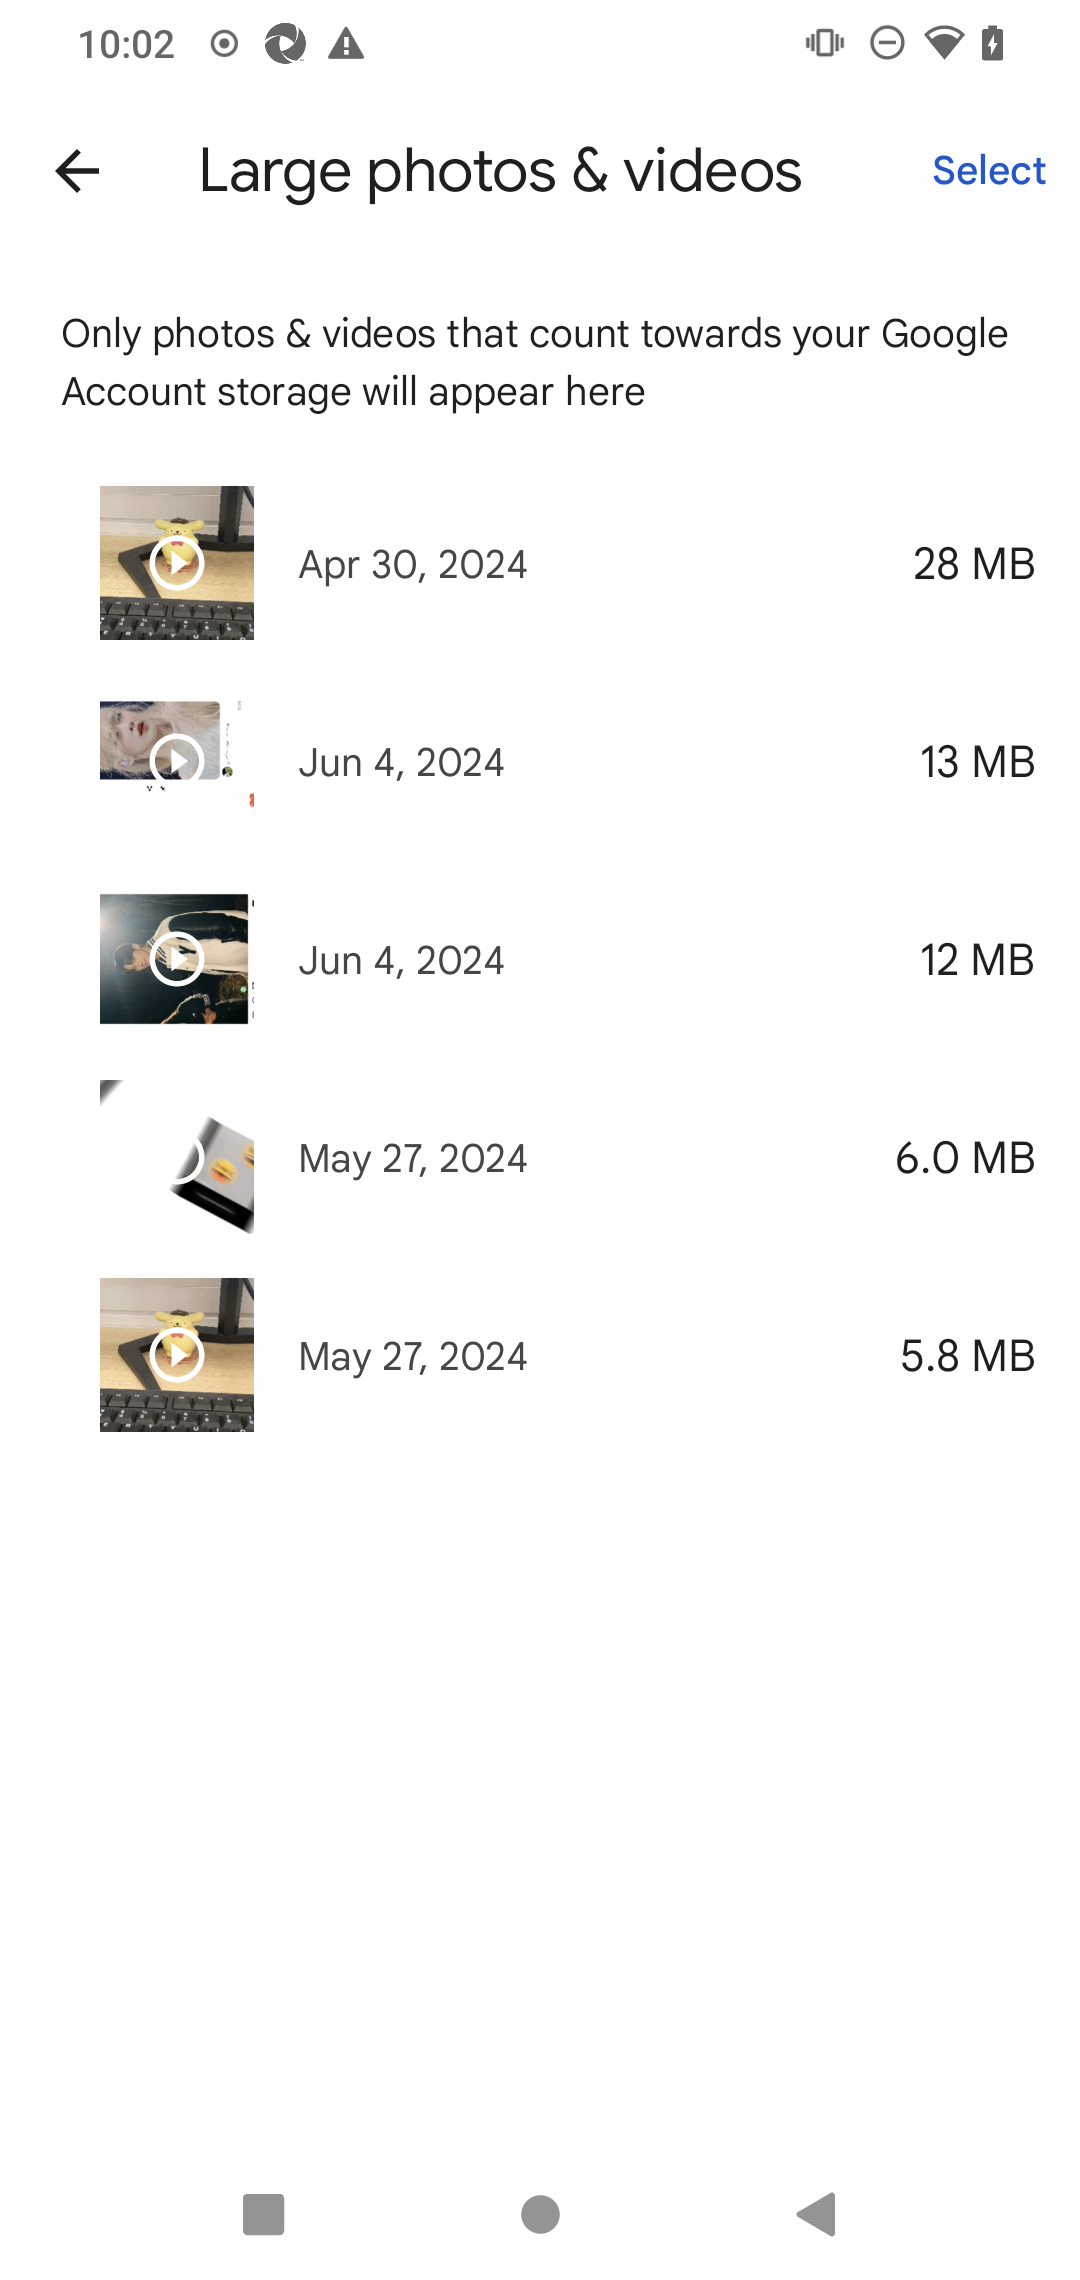 10:02
Large photos & videos
Select
Only photos & videos that count towards your Google
Account storage will appear here
Apr 30, 2024
28 MB
Jun 4, 2024
13 MB
Jun 4, 2024
12 MB
May 27, 2024
6.0 MB
May 27, 2024
5.8 MB